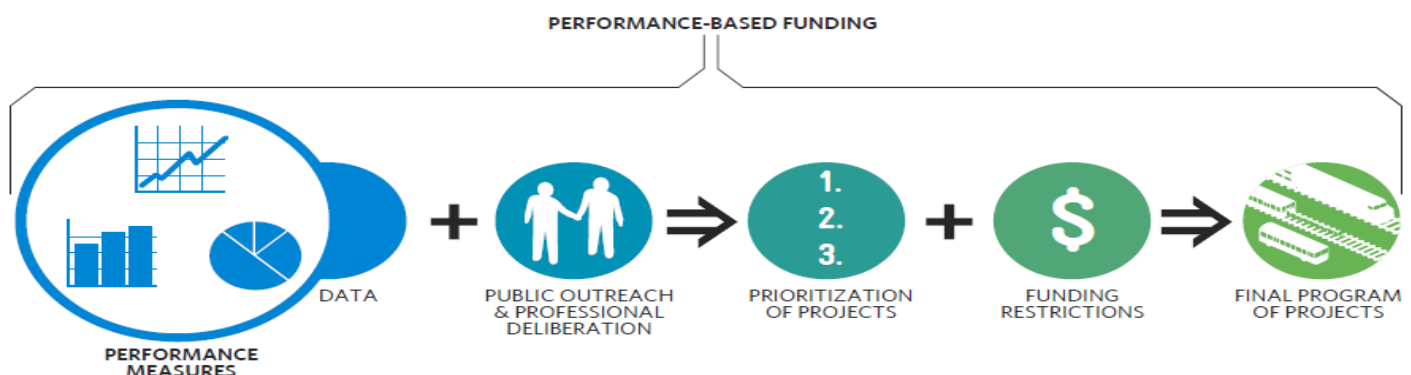 PERFORMANCE-BASED FUNDING
1.
2.
3.
$
DATA
PUBLIC OUTREACH
& PROFESSIONAL
DELIBERATION
PRIORITIZATION
OF PROJECTS
FUNDING
RESTRICTIONS
FINAL PROGRAM
OF PROJECTS
PERFORMANCE
MEASURES